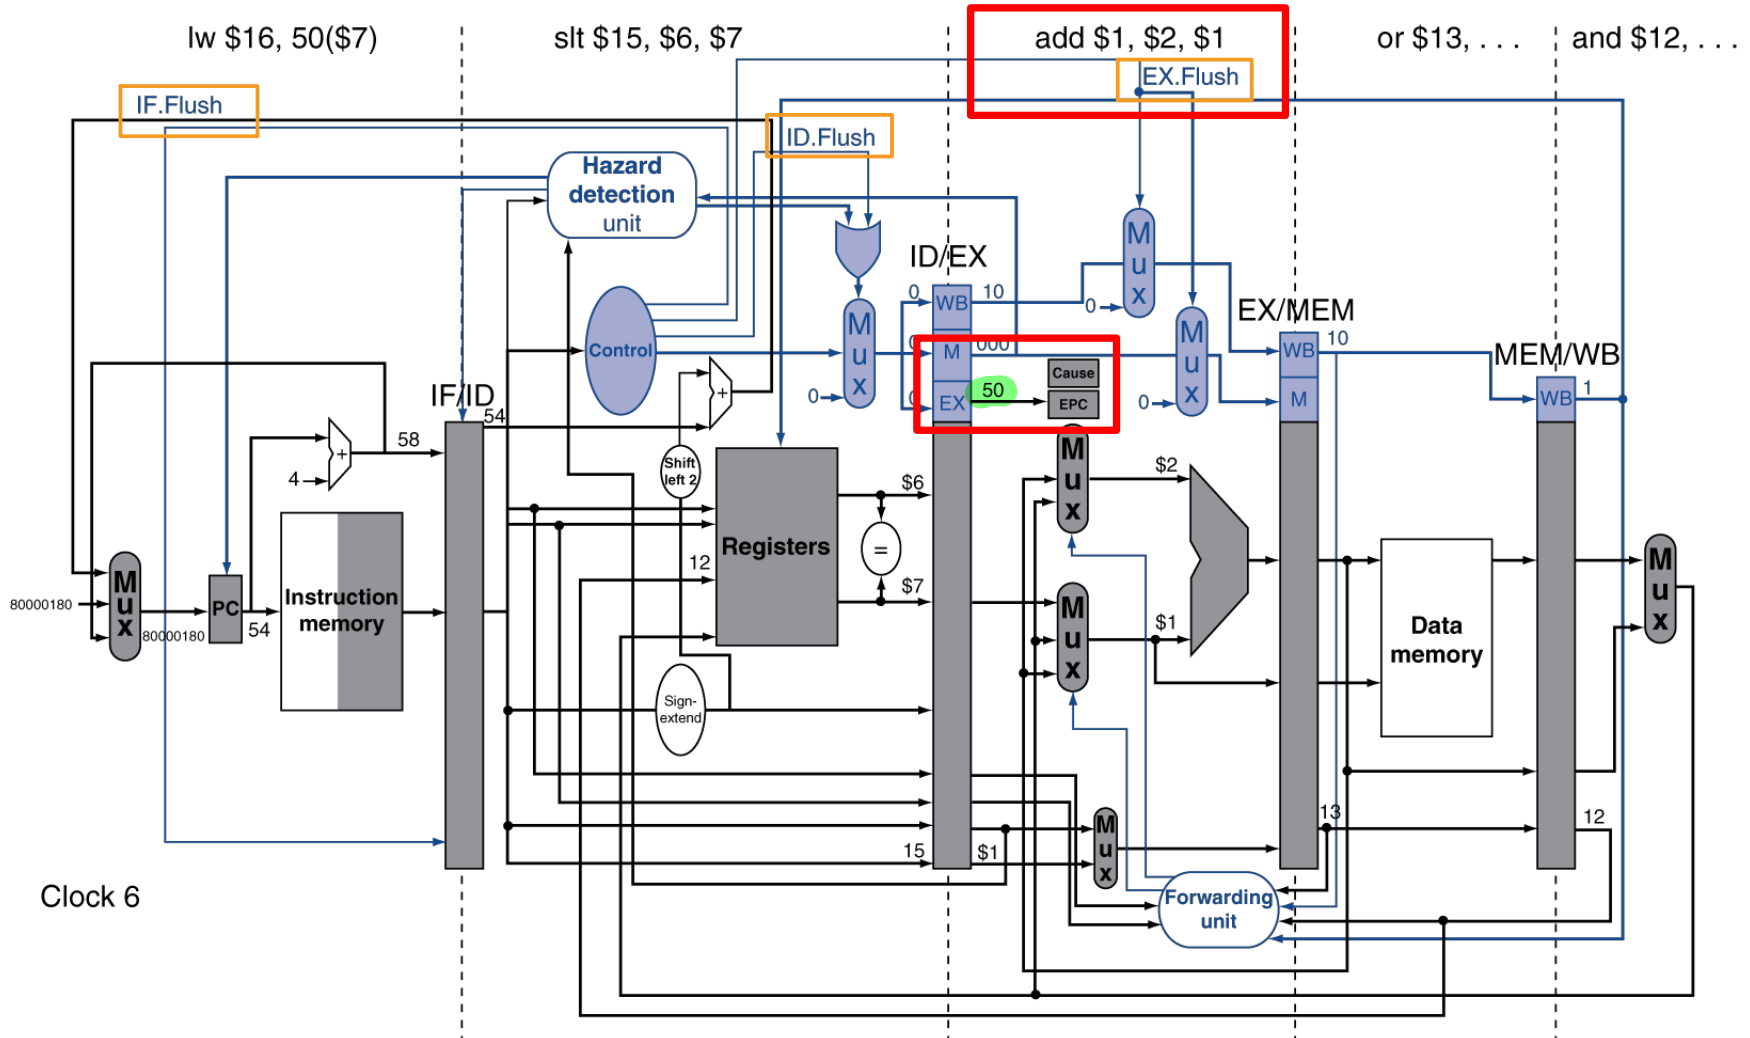 lw $16, 50($7)
slt $15, $6, $7
add $1, $2, $1
or $13, . . .
and $12, . . .
EX.Flush
IF.Flush
ID.Flush
Hazard
detection
unit
M
u
x
0
ID/EX
0
WB
10
EX/MEM
M
u
x
Control
M
u
x
0
0
M
000
WB
10
MEM/WB
Cause
0
EX
50
EPC
0
M
WB
1
IF/ID
54
58
+
+
4
Shift
left 2
M
u
x
$2
$6
Registers
=
12
$7
M
u
x
$1
Instruction
memory
PC
54
M
u
x
80000180
80000180
Data
memory
M
u
x
Sign-
extend
13
12
M
u
x
15
$1
Forwarding
unit
Clock 6